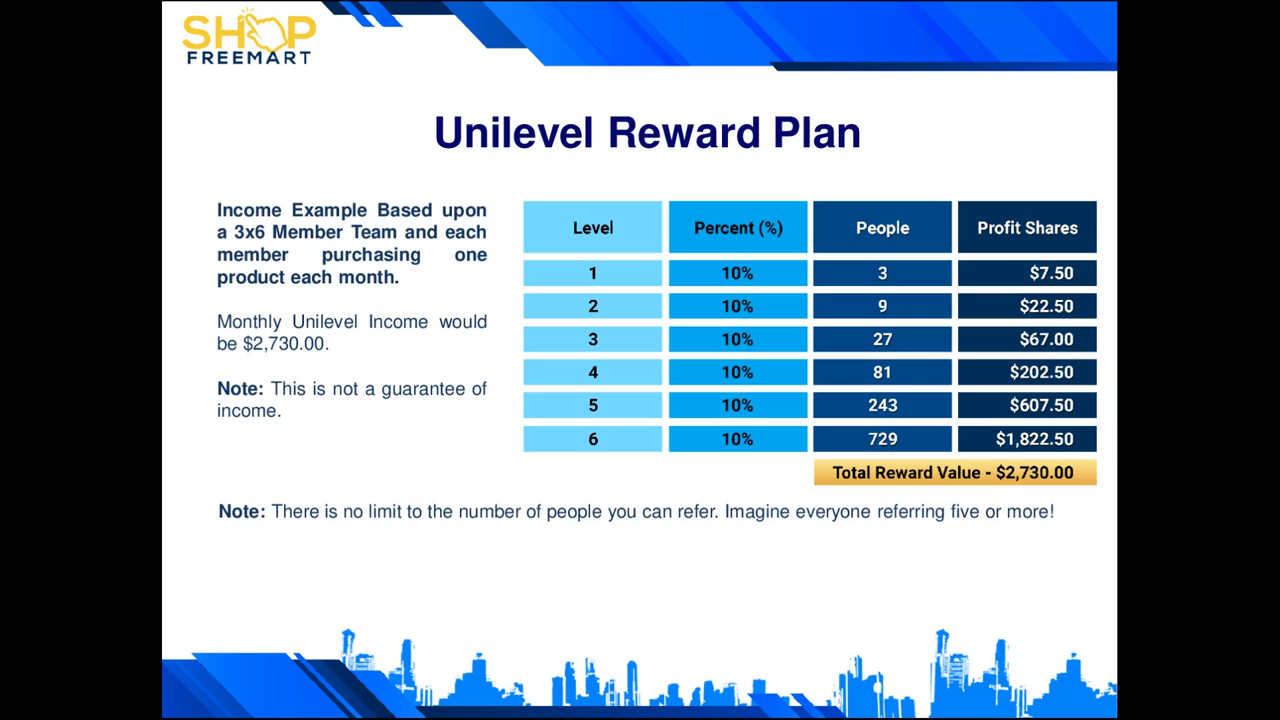 SHOP
FREEMART
Unilevel Reward Plan
Income Example Based upon
a 3x6 Member Team and each
member purchasing one
product each month.
Monthly Unilevel Income would
be $2,730.00.
Note: This is not a guarantee of
income.
Level Percent (%) People Profit Shares
1 10% 3 $7.50
2 10% 9 $22.50
3 10% 27 $67.00
4 10% 81 $202.50
5 10% 243 $607.50
6 10% 729 $1,822.50
Total Reward Value - $2,730.00
Note: There is no limit to the number of people you can refer. Imagine everyone referring five or more!